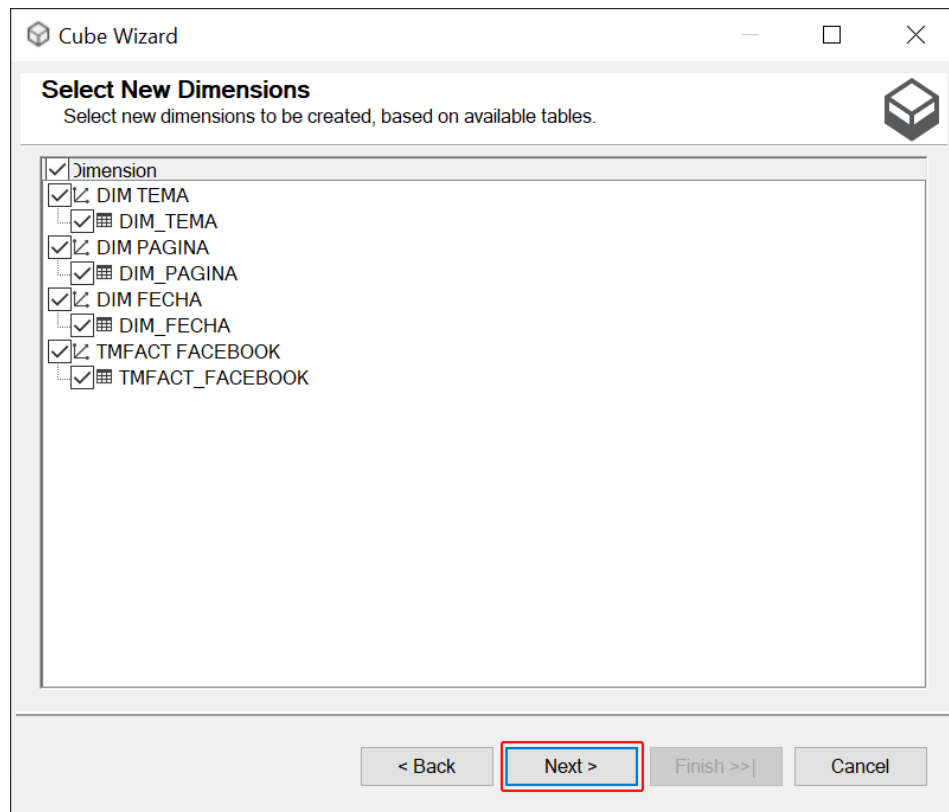 Cube Wizard
Select New Dimensions
Select new dimensions to be created, based on available tables.
Dimension
DIM TEMA
DIM_TEMA
DIM PAGINA
DIM_PAGINA
DIM FECHA
DIM_FECHA
TMFACT FACEBOOK
TMFACT_FACEBOOK
< Back Next > Finish >>| Cancel